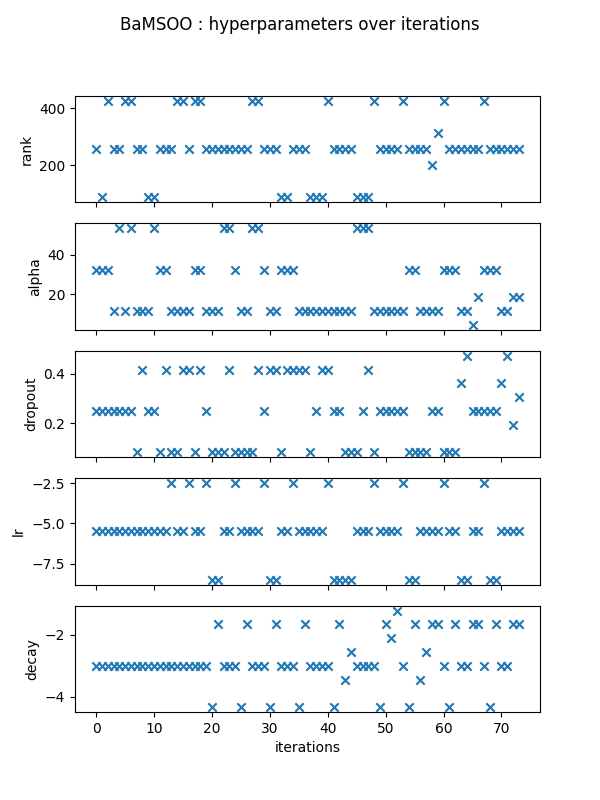 BaMSOO : hyperparameters over iterations
400
200
rank
40
20
alpha
0.4
0.2
dropout
−2.5
−5.0
−7.5
lr
−2
−4
decay
0 10 20 30 40 50 60 70
iterations